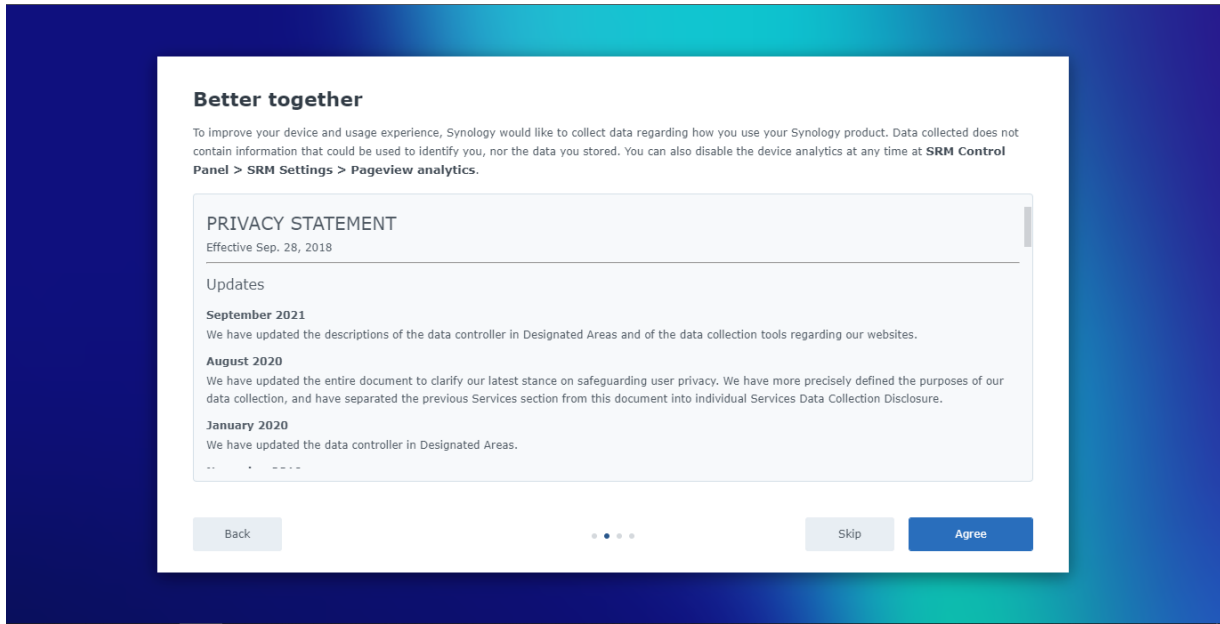 Better together
To improve your device and usage experience, Synology would like to collect data regarding how you use your Synology product. Data collected does not
contain information that could be used to identify you, nor the data you stored. You can also disable the device analytics at any time at SRM Control
Panel > SRM Settings > Pageview analytics.
PRIVACY STATEMENT
Effective Sep. 28, 2018
Updates
September 2021
We have updated the descriptions of the data controller in Designated Areas and of the data collection tools regarding our websites.
August 2020
We have updated the entire document to clarify our latest stance on safeguarding user privacy. We have more precisely defined the purposes of our
data collection, and have separated the previous Services section from this document into individual Services Data Collection Disclosure.
January 2020
We have updated the data controller in Designated Areas.
Back
Skip
Agree